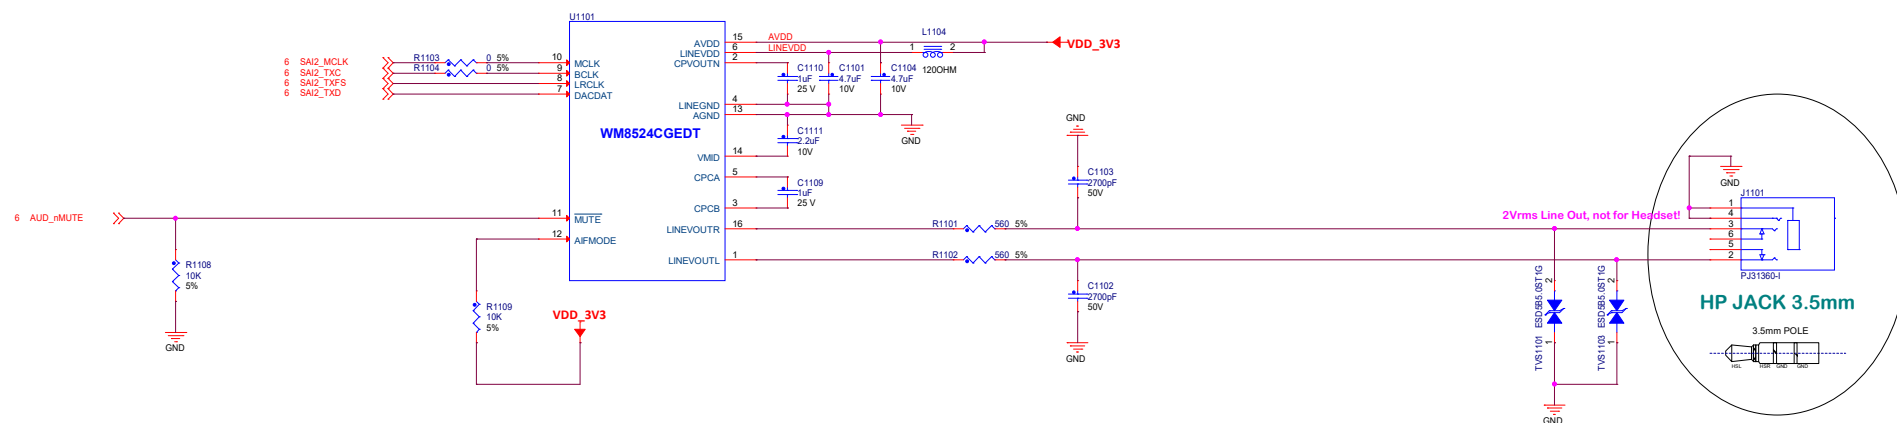 U1101
WM8524CGEDT
6 SAI2_MCLK
6 SAI2_TXC
6 SAI2_TXFS
6 SAI2_TXD
R1103 0 5%
R1104 0 5%
10 MCLK
9 BCLK
8 LRCLK
7 DACDAT
11 MUTE
12 AIFMODE
AVDD 15 AVDD
LINEVDD 6 LINEVDD
CPVOUTN 2
LINEGND 4
AGND 13
VMID 14
CPCA 5
CPCB 3
LINEVOUTR 16
LINEVOUTL 1
L1104
1 2
120OHM
VDD_3V3
C1110
1uF
25 V
C1101
4.7uF
10V
C1104
4.7uF
10V
GND
C1111
2.2uF
10V
C1109
1uF
25 V
6 AUD_nMUTE
R1108
10K
5%
GND
R1109
10K
5%
VDD_3V3
R1101 560 5%
R1102 560 5%
GND
C1103
2700pF
50V
C1102
2700pF
50V
GND
2Vrms Line Out, not for Headset!
TVS1101 1 ESD5B5.0ST1G 2
TVS1103 1 ESD5B5.0ST1G 2
GND
GND
J1101
1
4
3
6
5
2
PJ31360-I
HP JACK 3.5mm
3.5mm POLE
HSL HSR GND GND